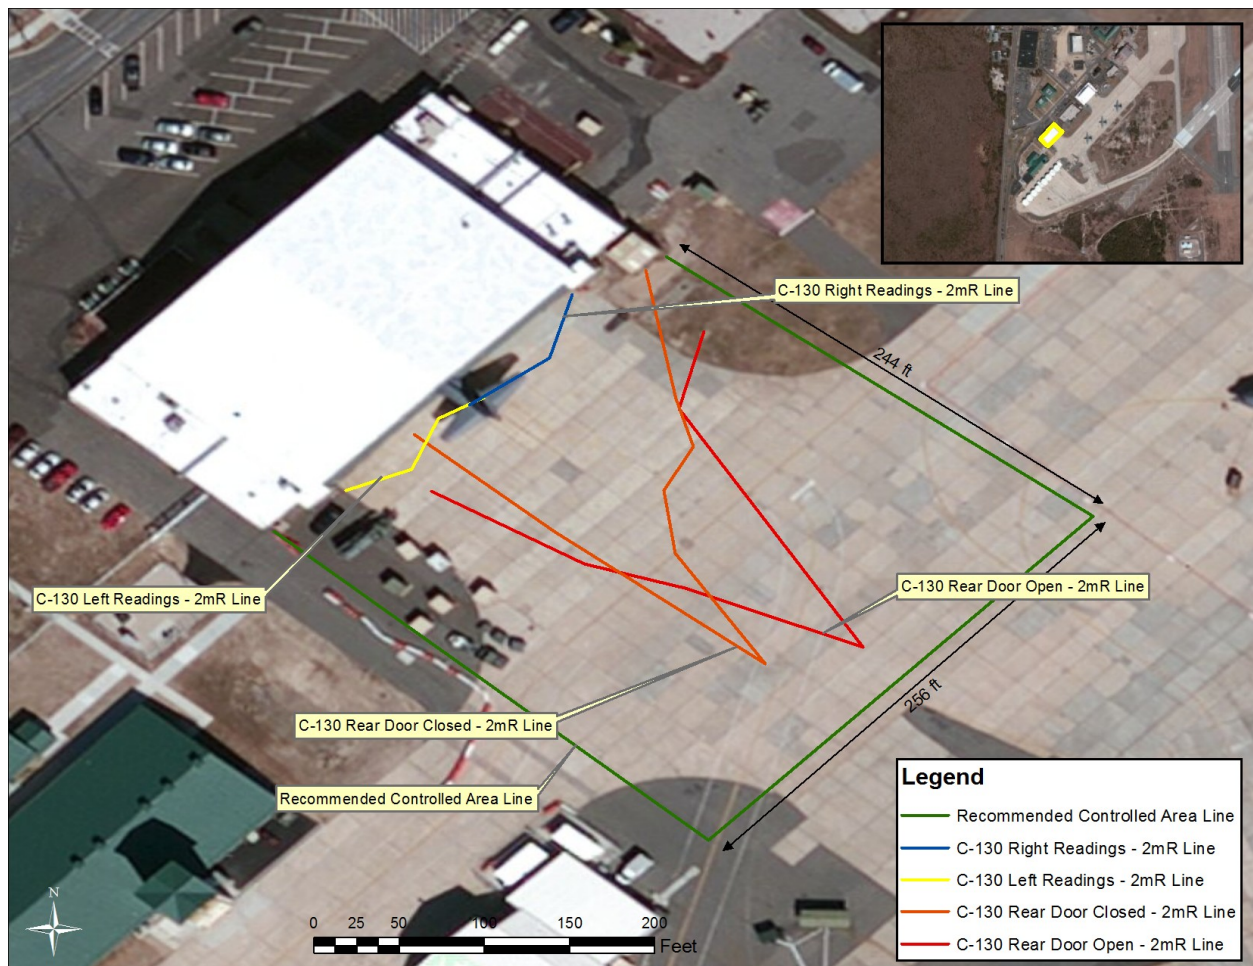 C-130 Right Readings - 2mR Line
244 ft
C-130 Rear Door Open - 2mR Line
C-130 Left Readings - 2mR Line
256 ft
C-130 Rear Door Closed - 2mR Line
Recommended Controlled Area Line
Legend
Recommended Controlled Area Line
C-130 Right Readings - 2mR Line
C-130 Left Readings - 2mR Line
C-130 Rear Door Closed - 2mR Line
C-130 Rear Door Open - 2mR Line
N
0 25 50 100 150 200
Feet